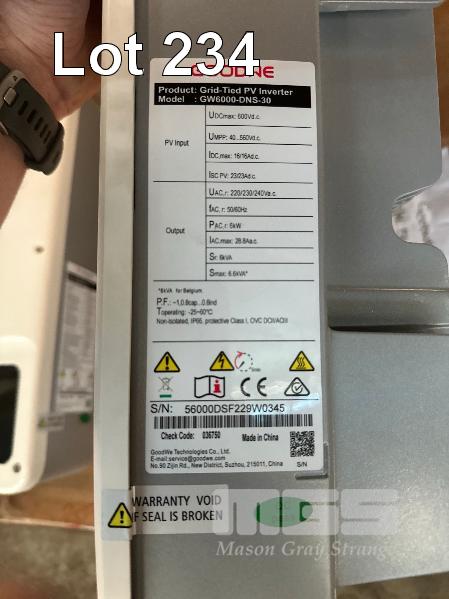 Lot 234
GOODWE
Product: Grid-Tied PV Inverter
Model : GW6000-DNS-30
PV Input
UDCmax: 600Vd.c.
UMPP: 40...560Vd.c.
IDC,max: 16/16Ad.c.
ISC PV: 23/23Ad.c.
Output
UAC,r: 220/230/240Va.c.
fAC,r: 50/60Hz
PAC,r: 6kW
IAC,max: 28.8Aa.c.
Sr: 6kVA
Smax: 6.6kVA*
*6kVA for Belgium.
P.F.: ~1,0.8cap...0.8ind
Toperating: -25~60°C
Non-isolated, IP65, protective Class I, OVC DCII/ACIII
5min
CE
S/N: 56000DSF229W0345
Check Code: 036750 Made in China
GoodWe Technologies Co., Ltd.
E-mail:service@goodwe.com
No.90 Zijin Rd., New District, Suzhou, 215011, China
S/N
WARRANTY VOID
IF SEAL IS BROKEN
MGS
Mason Gray Strang